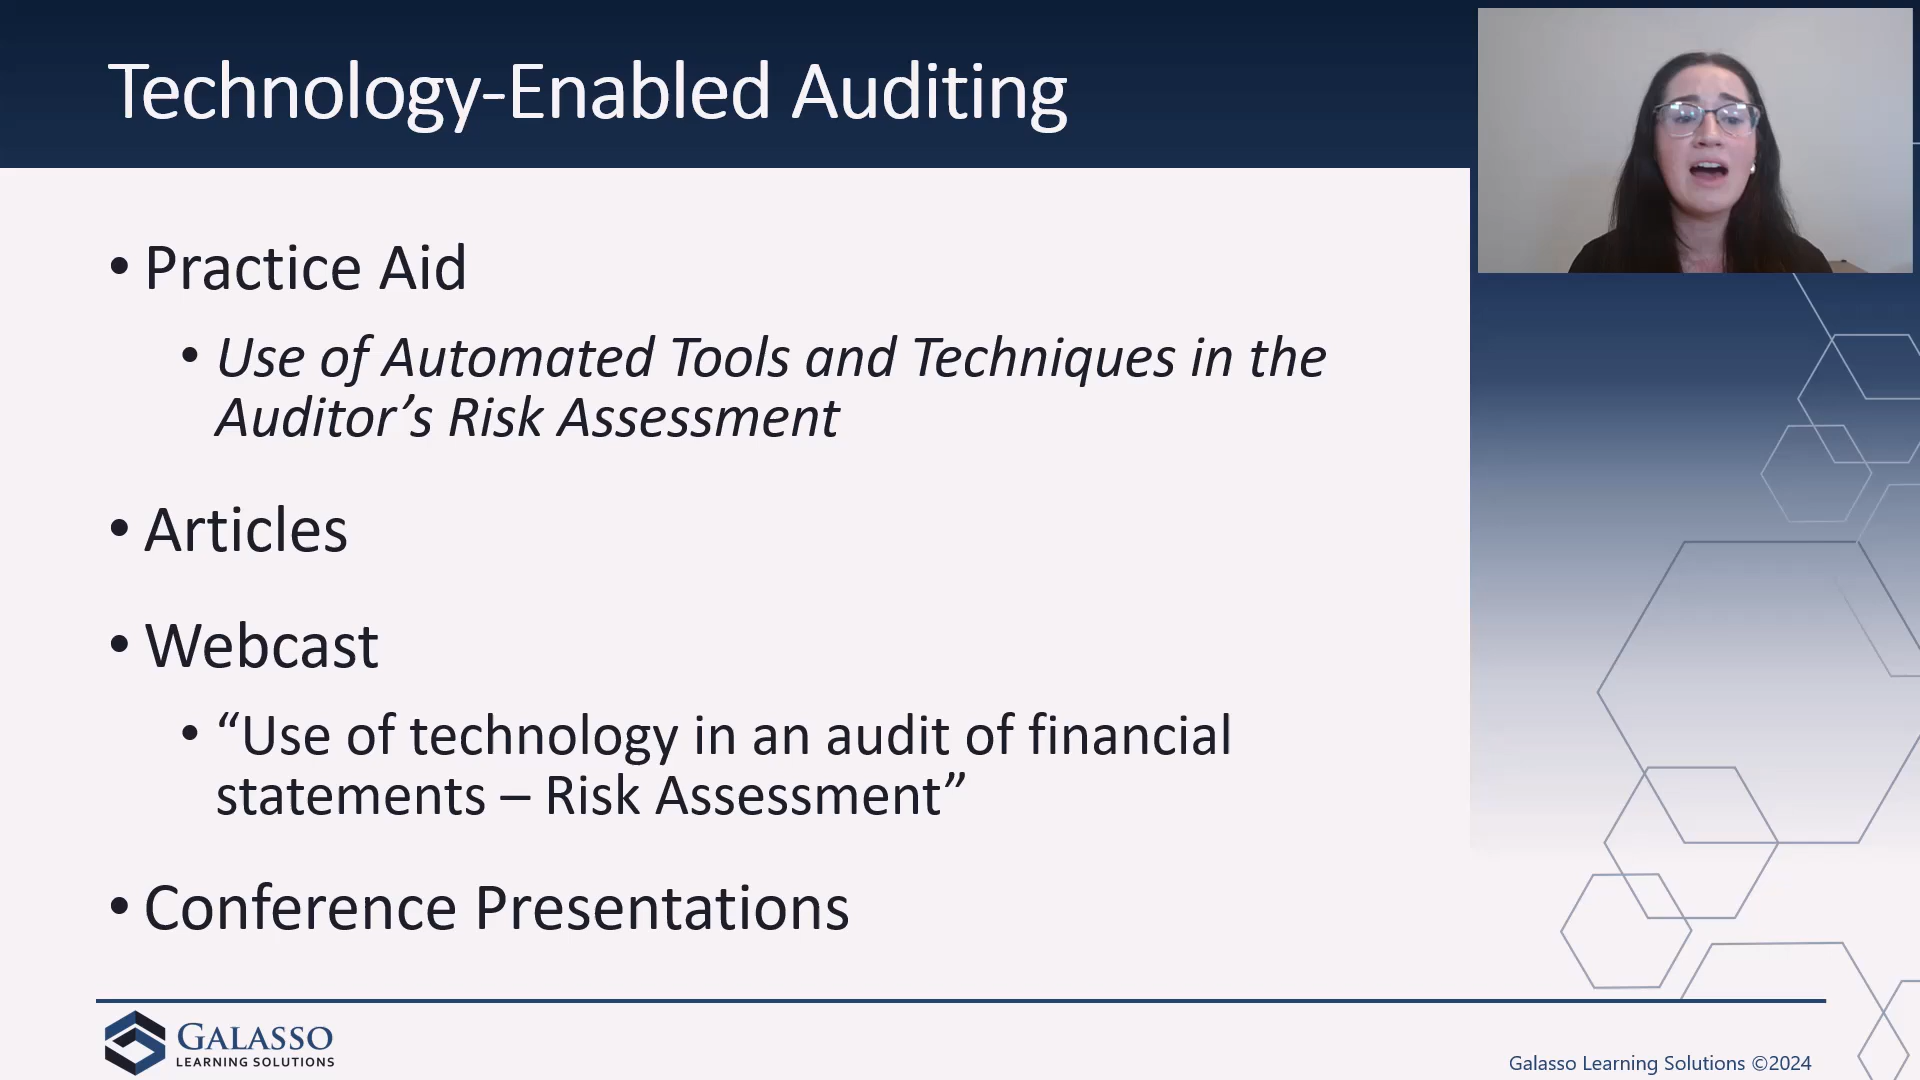 Technology-Enabled Auditing
• Practice Aid
• Use of Automated Tools and Techniques in the
Auditor’s Risk Assessment
• Articles
• Webcast
• “Use of technology in an audit of financial
statements – Risk Assessment”
• Conference Presentations
GALASSO
LEARNING SOLUTIONS
Galasso Learning Solutions ©2024